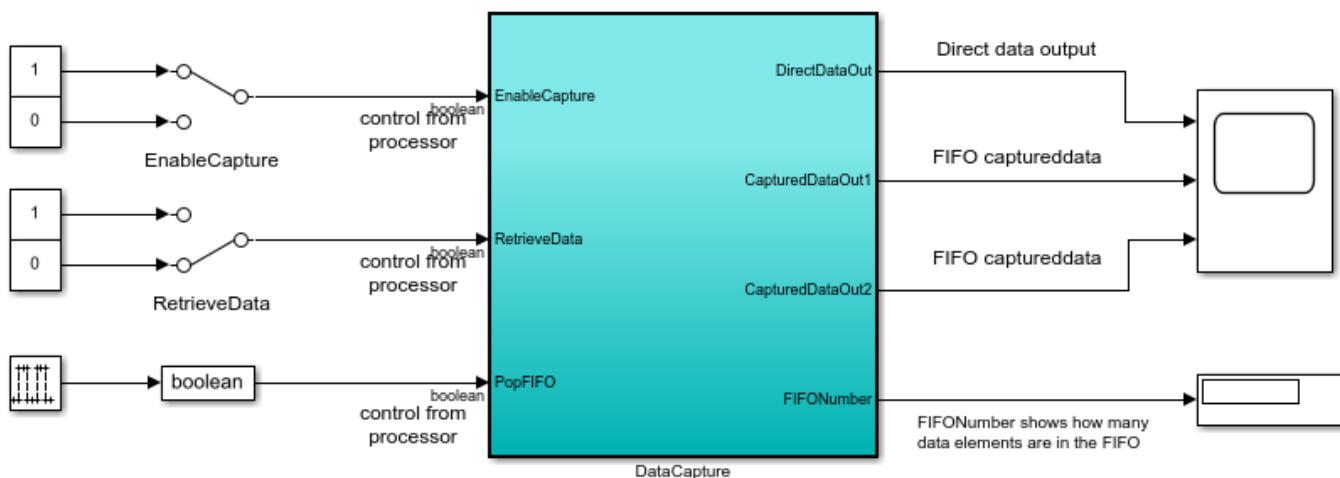 1
0
EnableCapture
control from
processor
boolean
1
0
RetrieveData
control from
processor
boolean
boolean
control from
processor
boolean
EnableCapture
RetrieveData
PopFIFO
DirectDataOut
CapturedDataOut1
CapturedDataOut2
FIFONumber
DataCapture
Direct data output
FIFO captureddata
FIFO captureddata
FIFONumber shows how many
data elements are in the FIFO